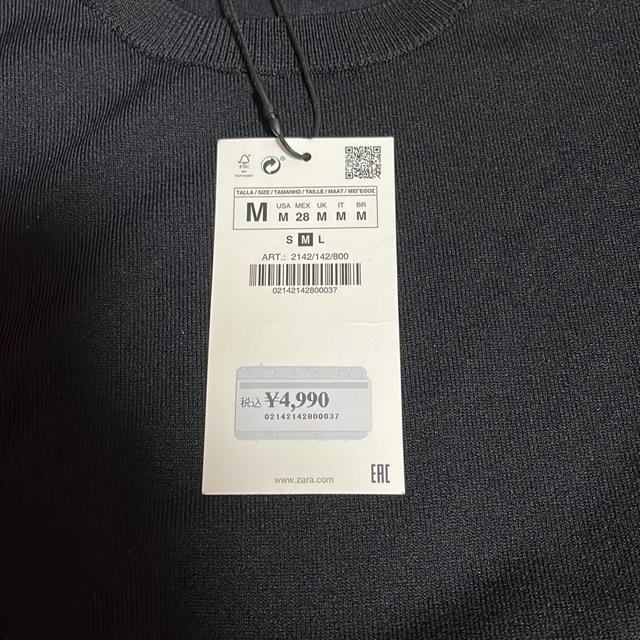 FSC
®
TALLA / SIZE / TAMANHO / TAILLE / MAAT / ΜΕΓΕΘΟΣ
M USA MEX UK IT BR
M 28 M M M
S M L
ART.: 2142/142/800
02142142800037
税込 ¥4,990
02142142800037
www.zara.com
EAC